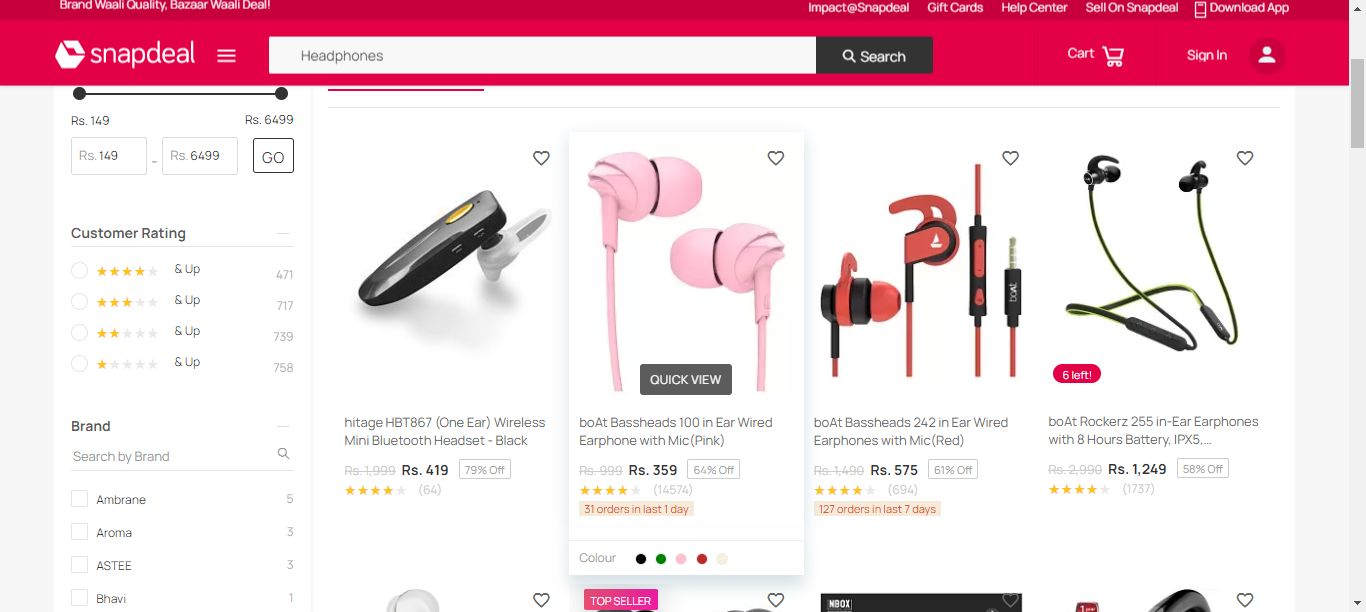 Brand Waali Quality, Bazaar Waali Deal!
Impact@Snapdeal Gift Cards Help Center Sell On Snapdeal Download App
snapdeal
Headphones
Search
Cart
Sign In
Rs. 149 Rs. 6499
Rs. 149 - Rs. 6499 GO
Customer Rating
& Up 471
& Up 717
& Up 739
& Up 758
Brand
Search by Brand
Ambrane 5
Aroma 3
ASTEE 3
Bhavi 1
hitage HBT867 (One Ear) Wireless
Mini Bluetooth Headset - Black
Rs. 1,999 Rs. 419 79% Off
(64)
QUICK VIEW
boAt Bassheads 100 in Ear Wired
Earphone with Mic(Pink)
Rs. 999 Rs. 359 64% Off
(14574)
31 orders in last 1 day
Colour
boAt
boAt Bassheads 242 in Ear Wired
Earphones with Mic(Red)
Rs. 1,490 Rs. 575 61% Off
(694)
127 orders in last 7 days
6 left!
boAt Rockerz 255 in-Ear Earphones
with 8 Hours Battery, IPX5,...
Rs. 2,990 Rs. 1,249 58% Off
(1737)
TOP SELLER
NBOX
1 year